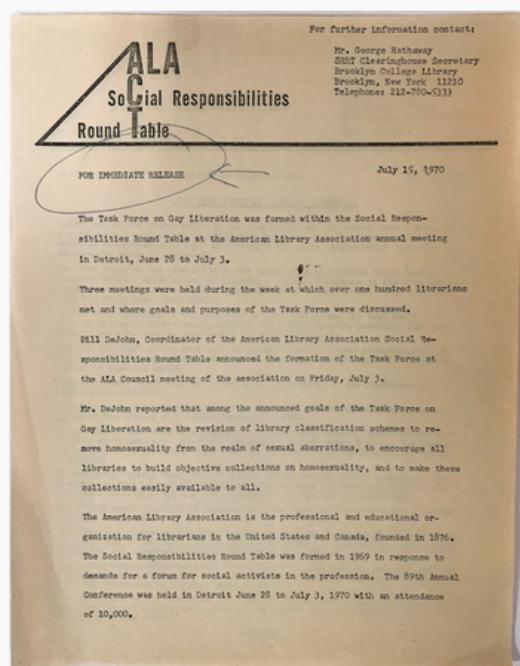 For further information contact:
Mr. George Hathaway
SRRT Clearinghouse Secretary
Brooklyn College Library
Brooklyn, New York 11210
Telephone: 212-780-5333
ALA
SoCial Responsibilities
Round Table
FOR IMMEDIATE RELEASE
July 15, 1970
The Task Force on Gay Liberation was formed within the Social Respon-
sibilities Round Table at the American Library Association annual meeting
in Detroit, June 28 to July 3.
Three meetings were held during the week at which over one hundred librarians
met and where goals and purposes of the Task Force were discussed.
Bill DeJohn, Coordinator of the American Library Association Social Re-
sponsibilities Round Table announced the formation of the Task Force at
the ALA Council meeting of the association on Friday, July 3.
Mr. DeJohn reported that among the announced goals of the Task Force on
Gay Liberation are the revision of library classification schemes to re-
move homosexuality from the realm of sexual aberrations, to encourage all
libraries to build objective collections on homosexuality, and to make these
collections easily available to all.
The American Library Association is the professional and educational or-
ganization for librarians in the United States and Canada, founded in 1876.
The Social Responsibilities Round Table was formed in 1969 in response to
demands for a forum for social activists in the profession. The 89th Annual
Conference was held in Detroit June 28 to July 3, 1970 with an attendance
of 10,000.